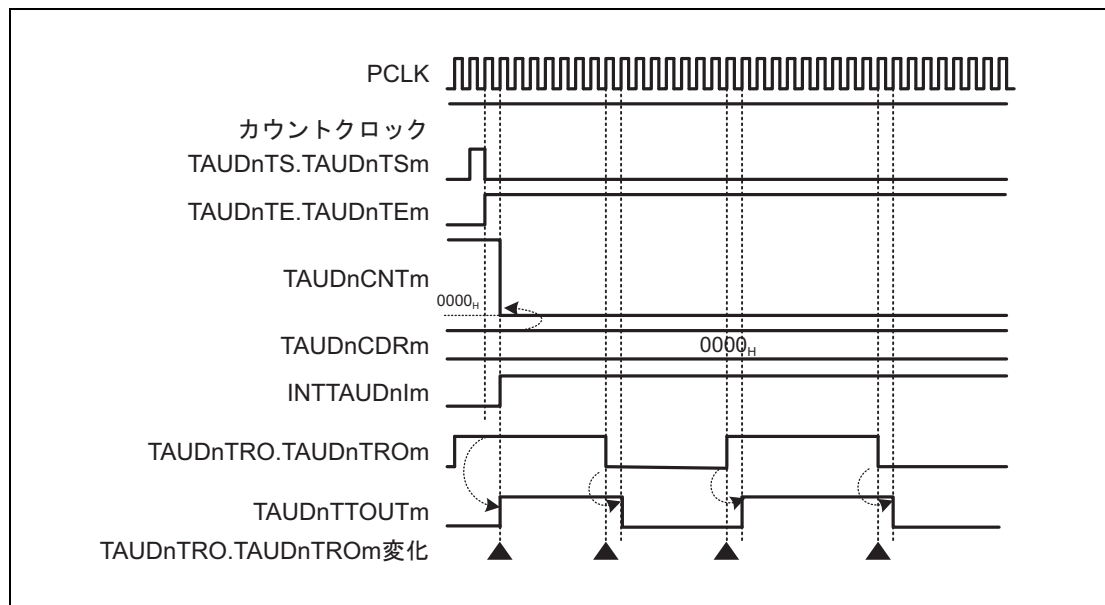 PCLK
カウントクロック
TAUDnTS.TAUDnTSm
TAUDnTE.TAUDnTEm
TAUDnCNTm
0000H
TAUDnCDRm
0000H
INTTAUDnIm
TAUDnTRO.TAUDnTROm
TAUDnTTOUTm
TAUDnTRO.TAUDnTROm変化